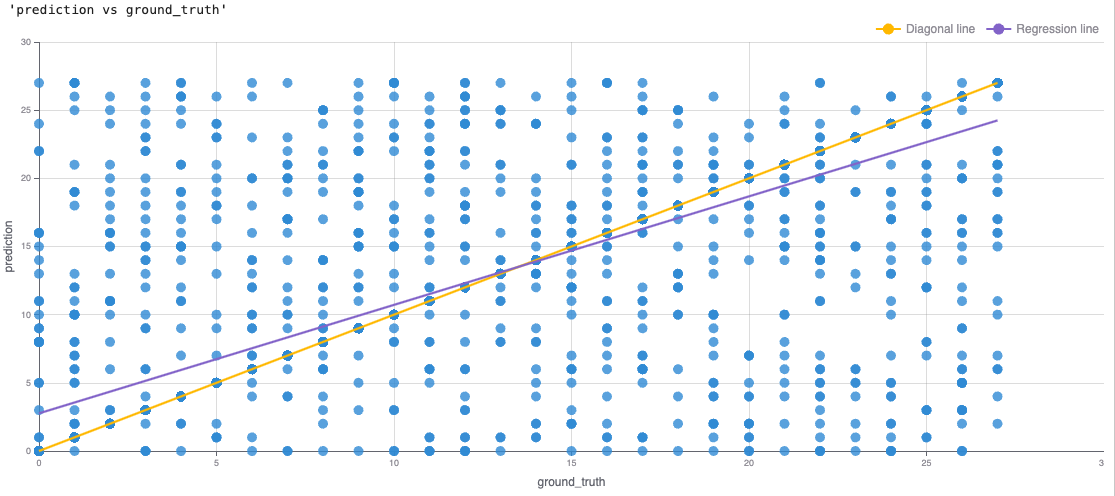 'prediction vs ground_truth'
Diagonal line
Regression line
30
25
20
15
10
5
0
prediction
0
5
10
15
20
25
3
ground_truth